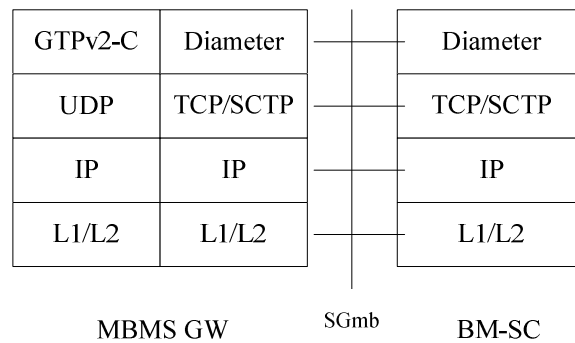 GTPv2-C Diameter Diameter
UDP TCP/SCTP TCP/SCTP
IP IP IP
L1/L2 L1/L2 L1/L2
MBMS GW SGmb BM-SC